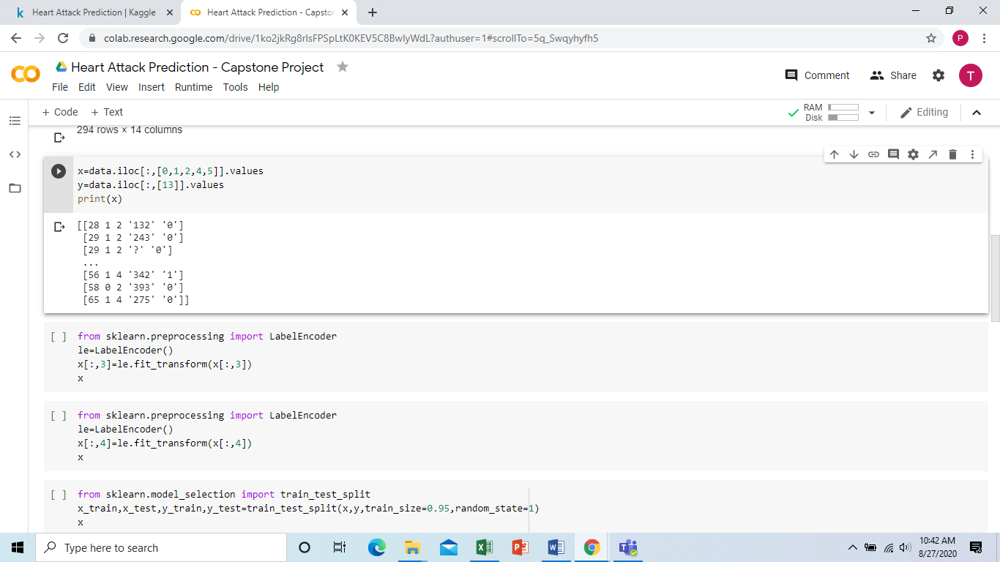 Heart Attack Prediction | Kaggle
Heart Attack Prediction - Capstor
colab.research.google.com/drive/1ko2jkRg8rIsFPSpLtK0KEV5C8BwIyWdL?authuser=1#scrollTo=5q_Swqyhyfh5
P
Heart Attack Prediction - Capstone Project
Comment
Share
T
File Edit View Insert Runtime Tools Help
+ Code + Text
RAM
Disk
Editing
294 rows × 14 columns
x=data.iloc[:,[0,1,2,4,5]].values
y=data.iloc[:,[13]].values
print(x)
[[28 1 2 '132' '0']
[29 1 2 '243' '0']
[29 1 2 '?' '0']
...
[56 1 4 '342' '1']
[58 0 2 '393' '0']
[65 1 4 '275' '0']]
[ ] from sklearn.preprocessing import LabelEncoder
le=LabelEncoder()
x[:,3]=le.fit_transform(x[:,3])
x
[ ] from sklearn.preprocessing import LabelEncoder
le=LabelEncoder()
x[:,4]=le.fit_transform(x[:,4])
x
[ ] from sklearn.model_selection import train_test_split
x_train,x_test,y_train,y_test=train_test_split(x,y,train_size=0.95,random_state=1)
x
Type here to search
10:42 AM
8/27/2020